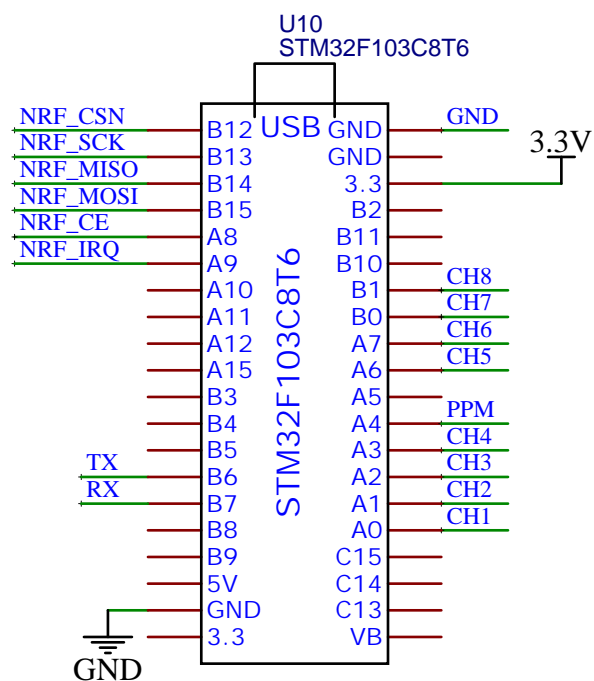 U10
STM32F103C8T6
USB
STM32F103C8T6
NRF_CSN B12 GND GND
NRF_SCK B13 GND 3.3V
NRF_MISO B14 3.3
NRF_MOSI B15 B2
NRF_CE A8 B11
NRF_IRQ A9 B10
A10 B1 CH8
A11 B0 CH7
A12 A7 CH6
A15 A6 CH5
B3 A5
B4 A4 PPM
B5 A3 CH4
TX B6 A2 CH3
RX B7 A1 CH2
B8 A0 CH1
B9 C15
5V C14
GND C13
GND 3.3 VB